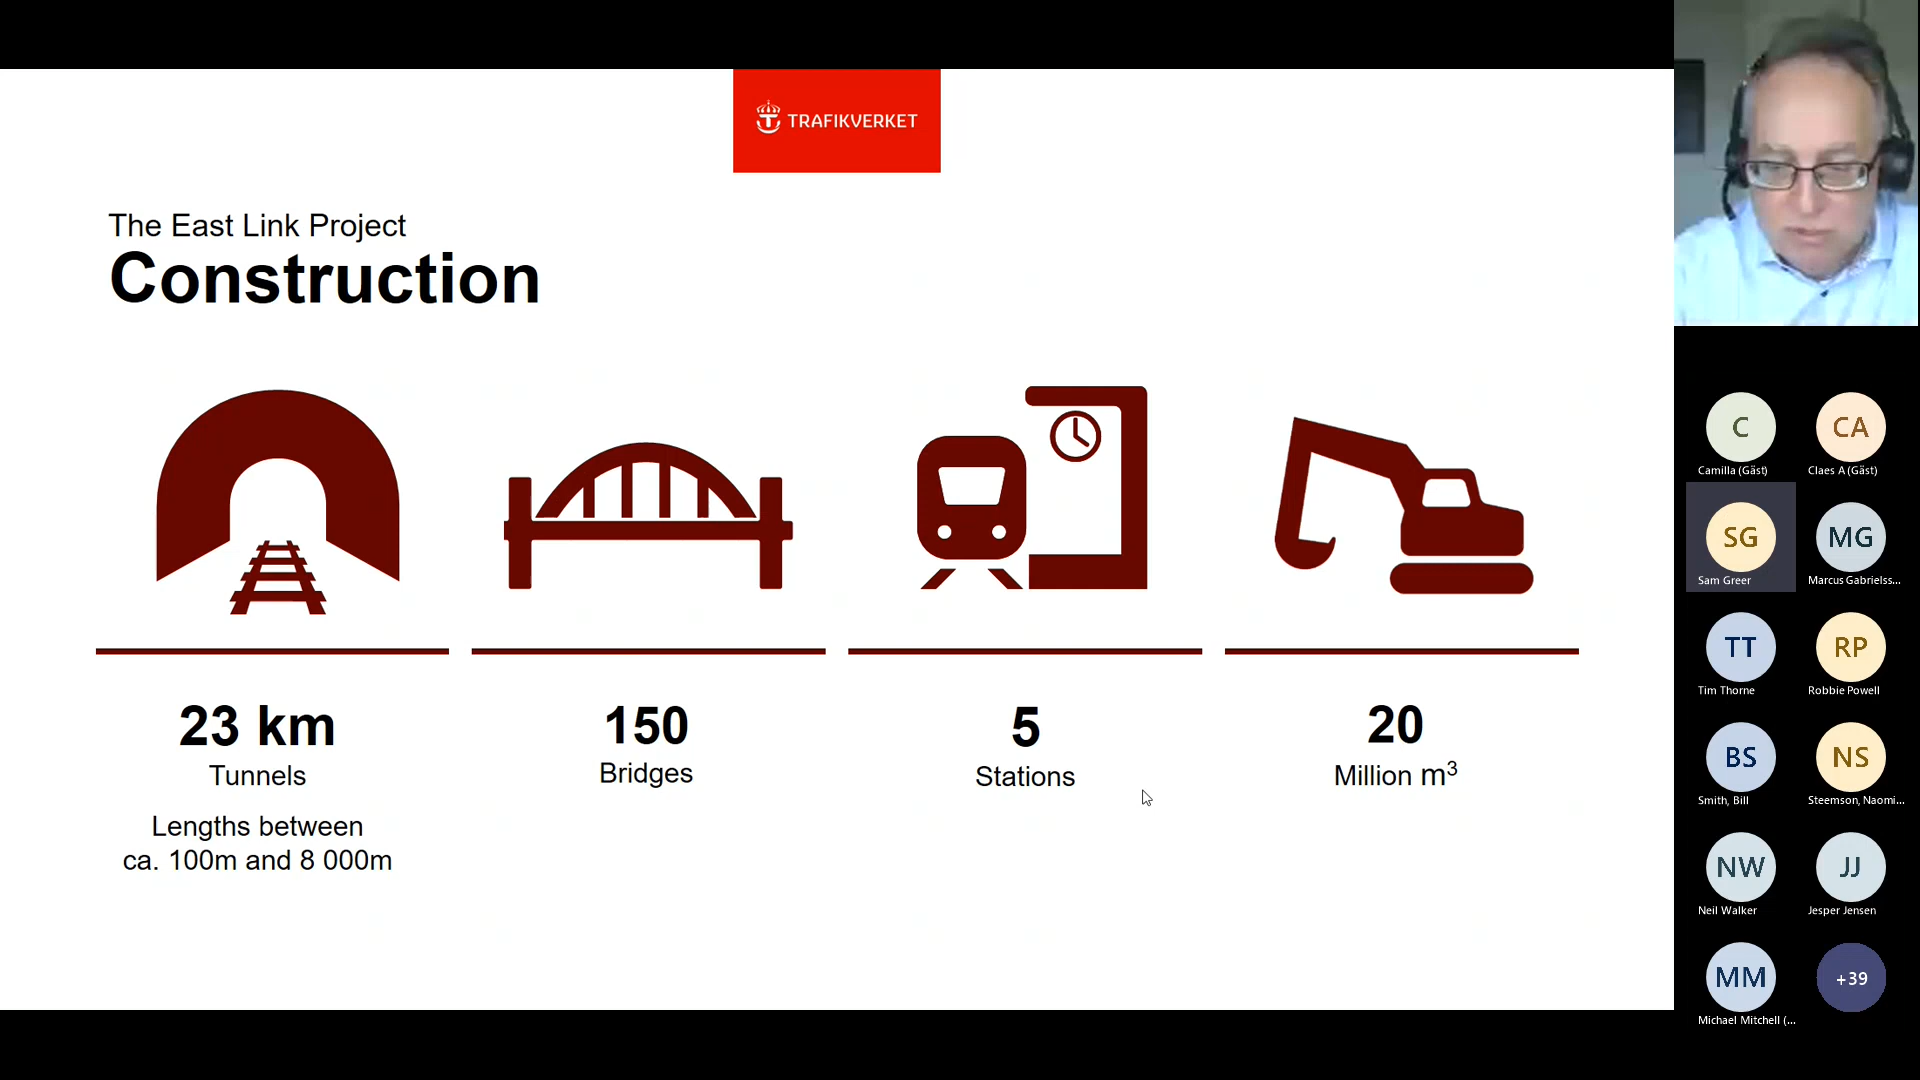 TRAFIKVERKET
The East Link Project
Construction
23 km
Tunnels
Lengths between
ca. 100m and 8 000m
150
Bridges
5
Stations
20
Million m³
C
Camilla (Gäst)
CA
Claes A (Gäst)
SG
Sam Greer
MG
Marcus Gabrielss...
TT
Tim Thorne
RP
Robbie Powell
BS
Smith, Bill
NS
Steemson, Naomi...
NW
Neil Walker
JJ
Jesper Jensen
MM
Michael Mitchell (...
+39